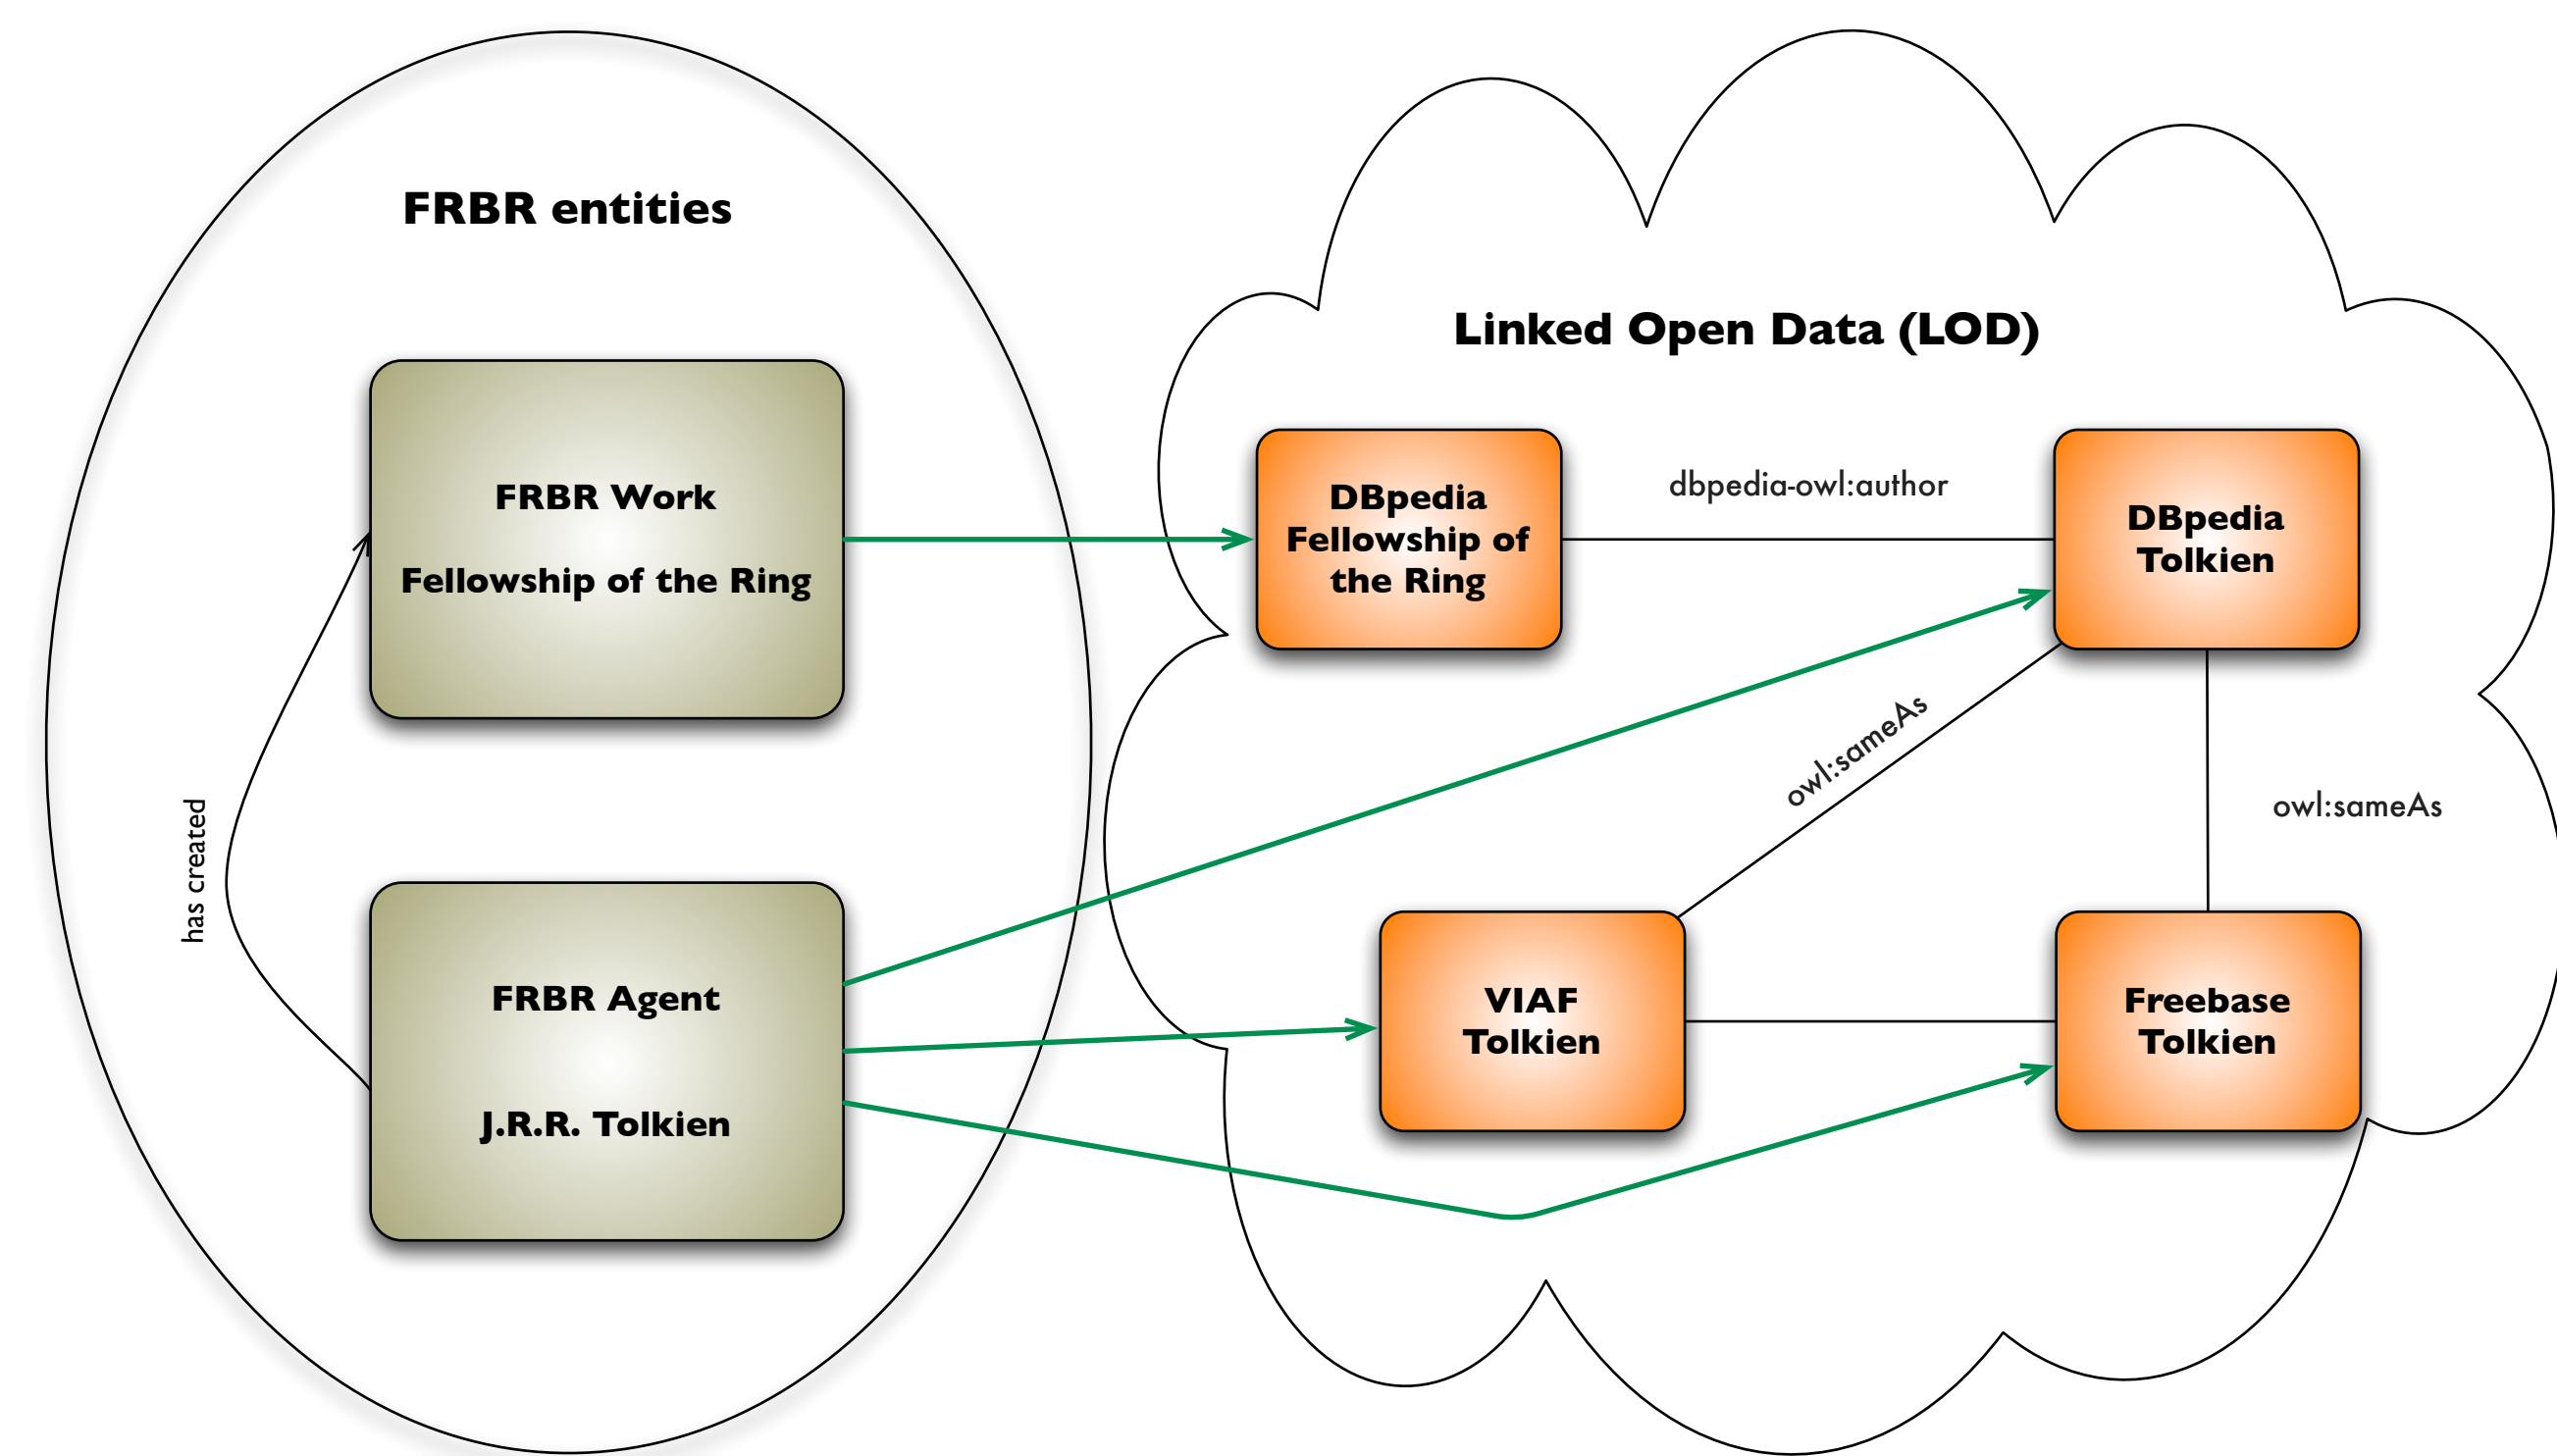 FRBR entities
FRBR Work
Fellowship of the Ring
has created
FRBR Agent
J.R.R. Tolkien
Linked Open Data (LOD)
DBpedia
Fellowship of
the Ring
dbpedia-owl:author
DBpedia
Tolkien
owl:sameAs
owl:sameAs
VIAF
Tolkien
Freebase
Tolkien